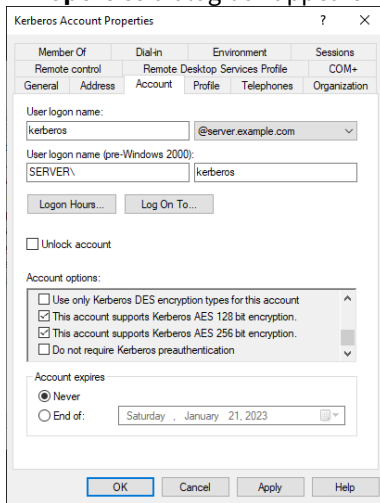 Kerberos Account Properties ? ×
Member Of Dial-in Environment Sessions
Remote control Remote Desktop Services Profile COM+
General Address Account Profile Telephones Organization
User logon name:
kerberos @server.example.com
User logon name (pre-Windows 2000):
SERVER\ kerberos
Logon Hours... Log On To...
Unlock account
Account options:
Use only Kerberos DES encryption types for this account
This account supports Kerberos AES 128 bit encryption.
This account supports Kerberos AES 256 bit encryption.
Do not require Kerberos preauthentication
Account expires
Never
End of: Saturday , January 21, 2023
OK Cancel Apply Help